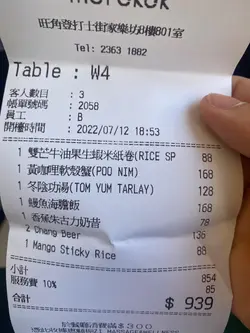 旺角登打士街家樂坊8樓801室
Tel: 2363 1882
Table : W4
客人數目 : 3
帳單號碼 : 2058
員工 : B
開檯時間 : 2022/07/12 18:53
1 雙芒牛油果生蝦米紙卷(RICE SP 88
1 黃咖哩軟殼蟹(POO NIM) 168
1 冬陰功湯(TOM YUM TARLAY) 128
1 鰻魚海膽飯 168
1 香蕉朱古力奶昔 78
2 Chang Beer 136
1 Mango Sticky Rice 88
小計 854
服務費 10% 85
合計 $ 939